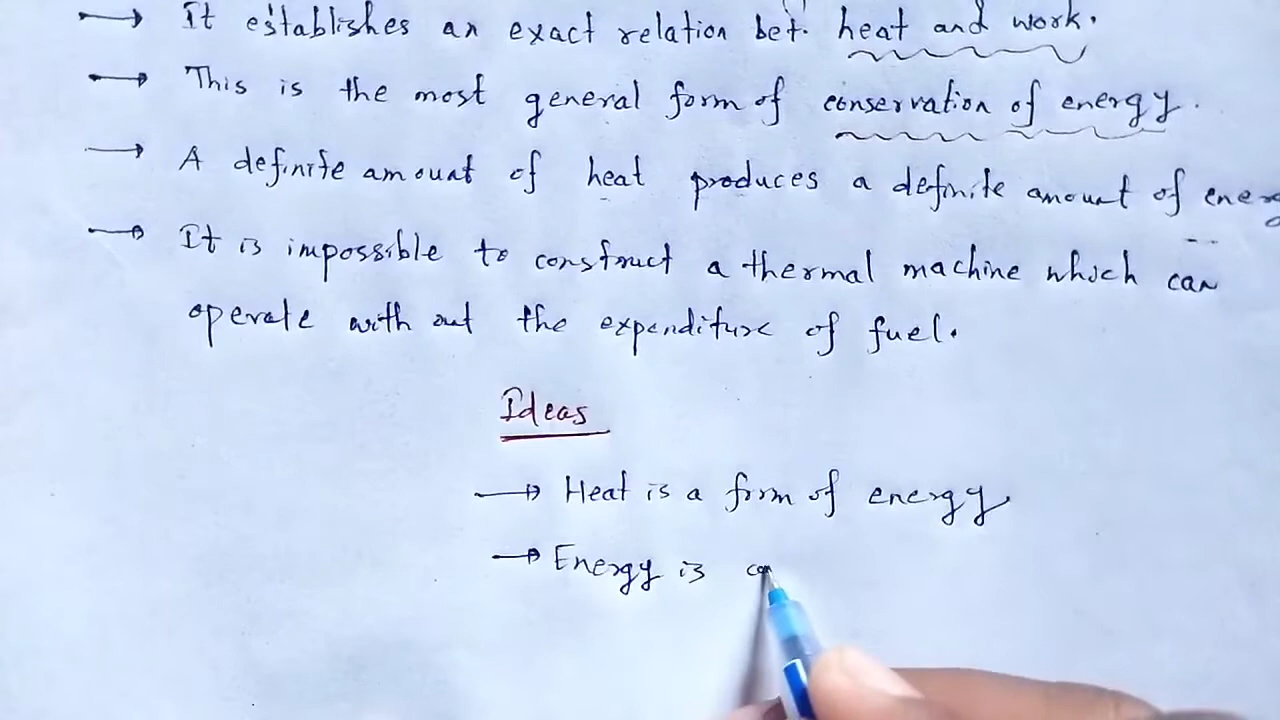 → It establishes an exact relation bet. heat and work.
→ This is the most general form of conservation of energy.
→ A definite amount of heat produces a definite amount of energ
→ It is impossible to construct a thermal machine which can
operate with out the expenditure of fuel.
Ideas
→ Heat is a form of energy
→ Energy is con